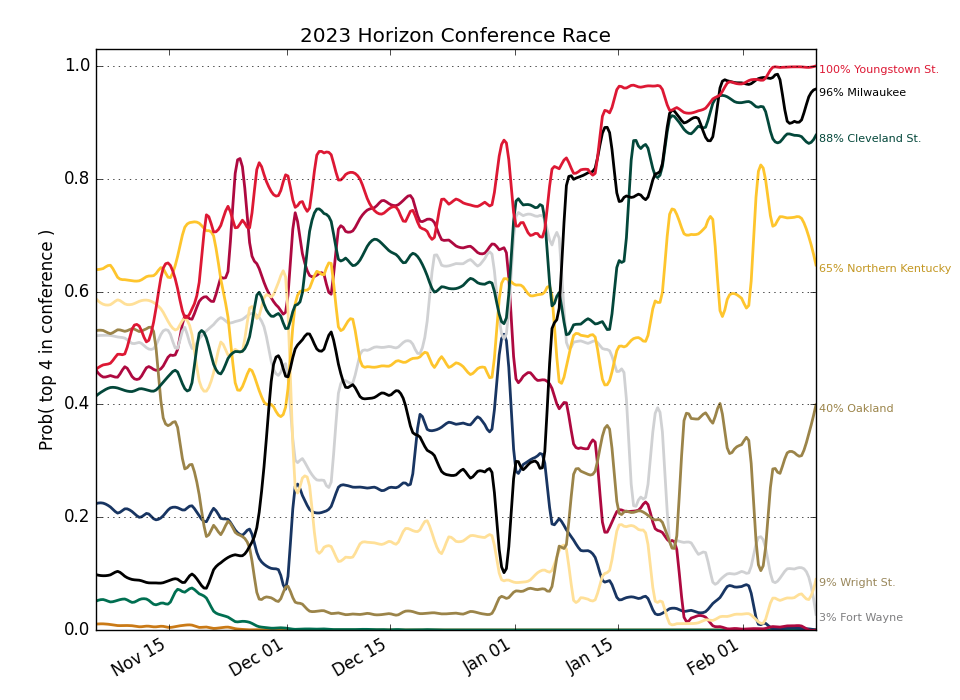 2023 Horizon Conference Race
Prob( top 4 in conference )
1.0
0.8
0.6
0.4
0.2
0.0
Nov 15
Dec 01
Dec 15
Jan 01
Jan 15
Feb 01
100% Youngstown St.
96% Milwaukee
88% Cleveland St.
65% Northern Kentucky
40% Oakland
9% Wright St.
3% Fort Wayne